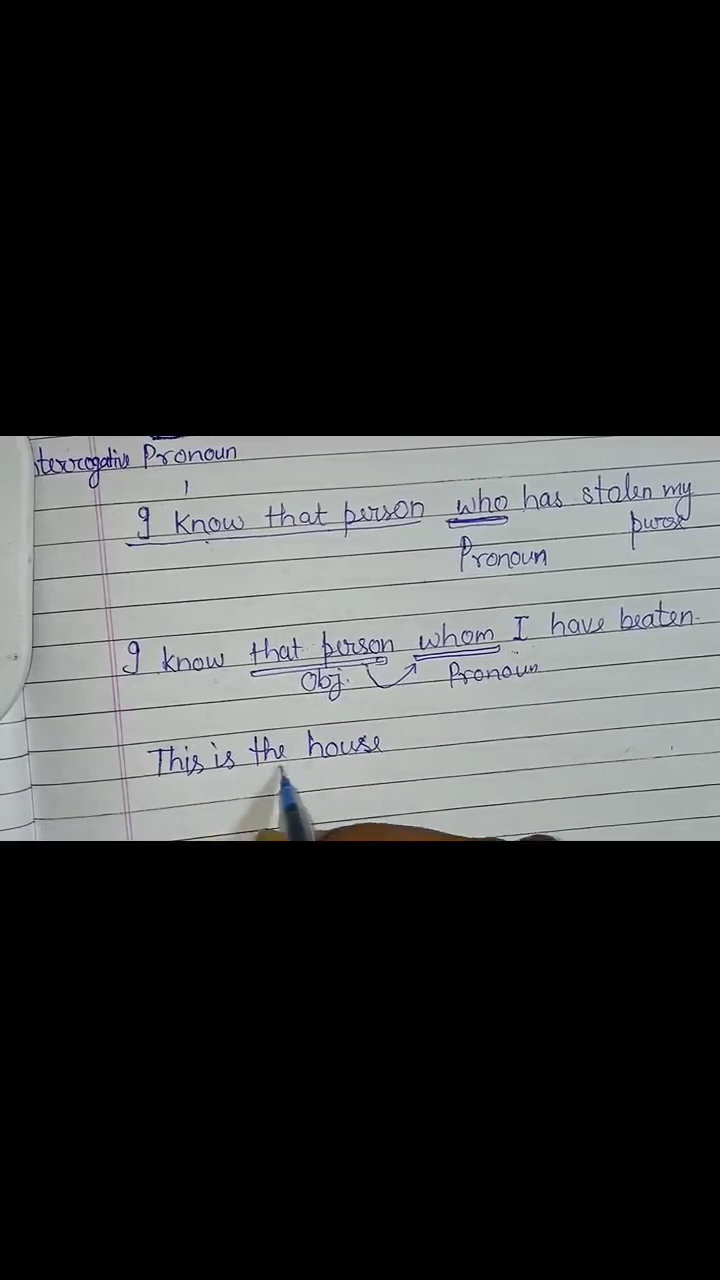 terrogative Pronoun
I know that person who has stolen my
purse
Pronoun
I know that person whom I have beaten.
Obj. Pronoun
This is the house